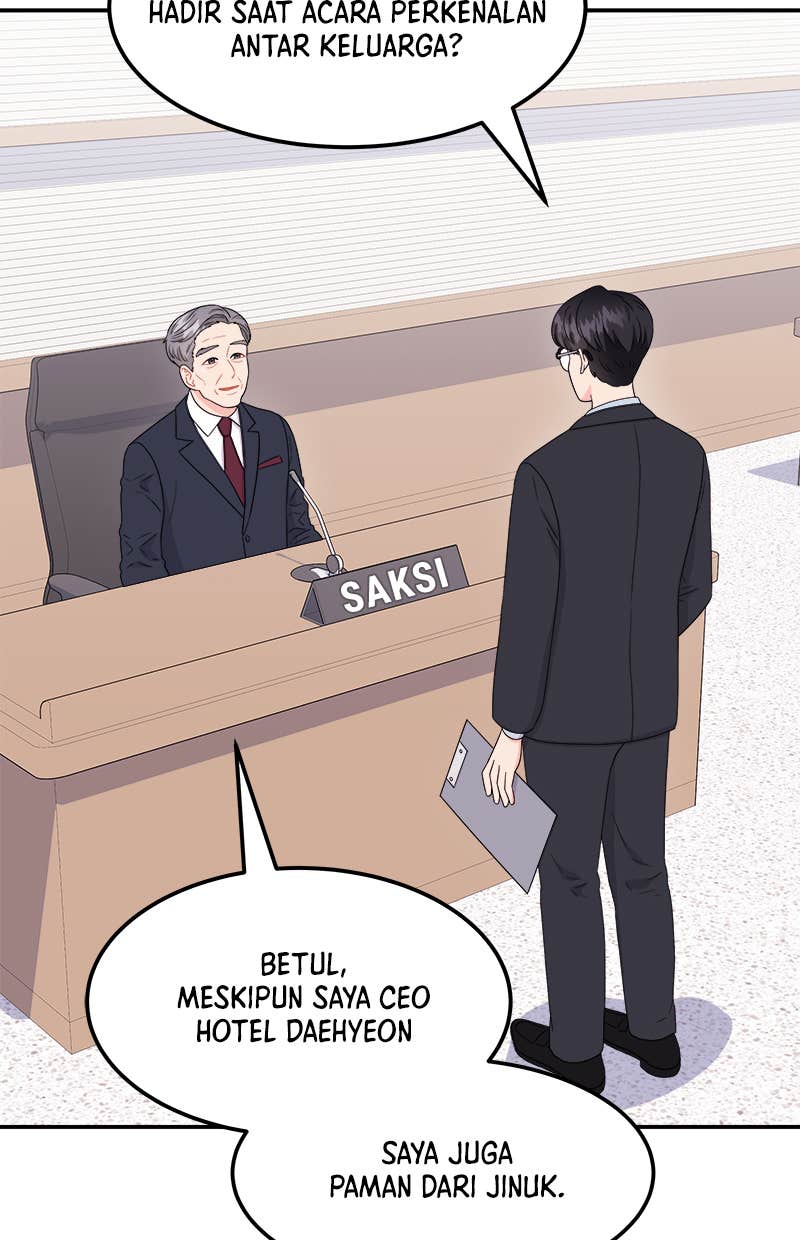 HADIR SAAT ACARA PERKENALAN
ANTAR KELUARGA?
SAKSI
BETUL,
MESKIPUN SAYA CEO
HOTEL DAEHYEON
SAYA JUGA
PAMAN DARI JINUK.